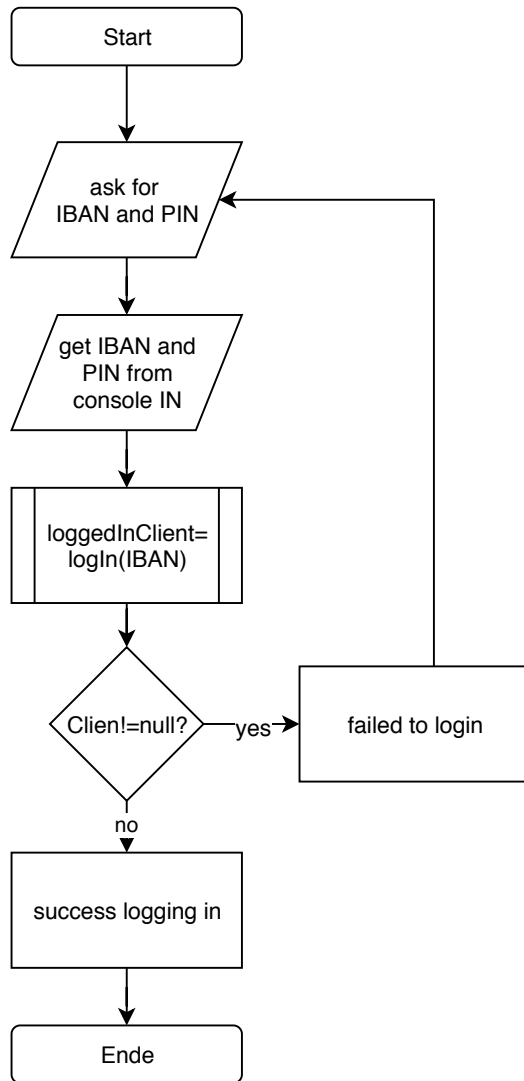 Start
ask for
IBAN and PIN
get IBAN and
PIN from
console IN
loggedInClient=
logIn(IBAN)
Clien!=null?
yes
failed to login
no
success logging in
Ende